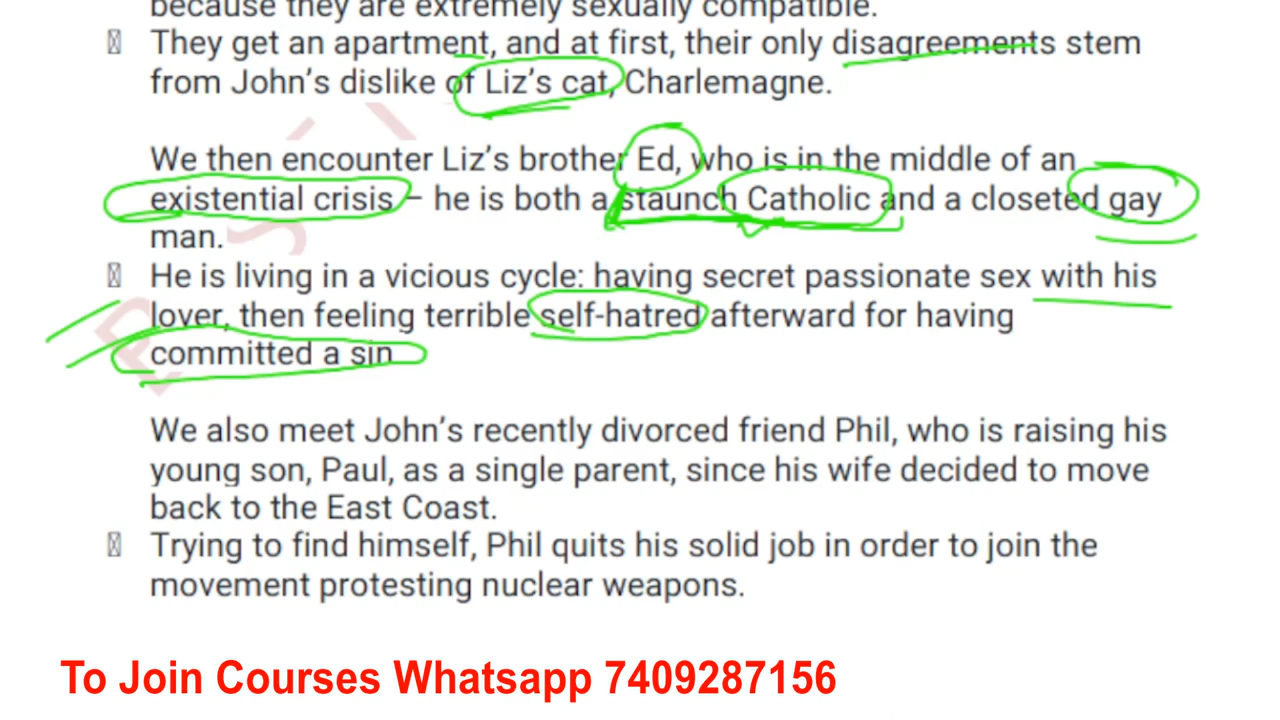 because they are extremely sexually compatible.
They get an apartment, and at first, their only disagreements stem
from John’s dislike of Liz’s cat, Charlemagne.
We then encounter Liz’s brother Ed, who is in the middle of an
existential crisis – he is both a staunch Catholic and a closeted gay
man.
He is living in a vicious cycle: having secret passionate sex with his
lover, then feeling terrible self-hatred afterward for having
committed a sin
We also meet John’s recently divorced friend Phil, who is raising his
young son, Paul, as a single parent, since his wife decided to move
back to the East Coast.
Trying to find himself, Phil quits his solid job in order to join the
movement protesting nuclear weapons.
To Join Courses Whatsapp 7409287156